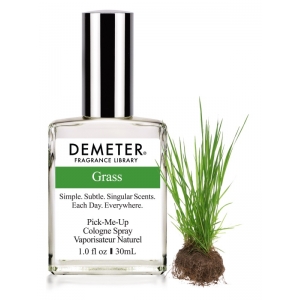 DEMETER®
FRAGRANCE LIBRARY
Grass
Simple. Subtle. Singular Scents.
Each Day. Everywhere.
Pick-Me-Up
Cologne Spray
Vaporisateur Naturel
1.0 fl oz I 30mL